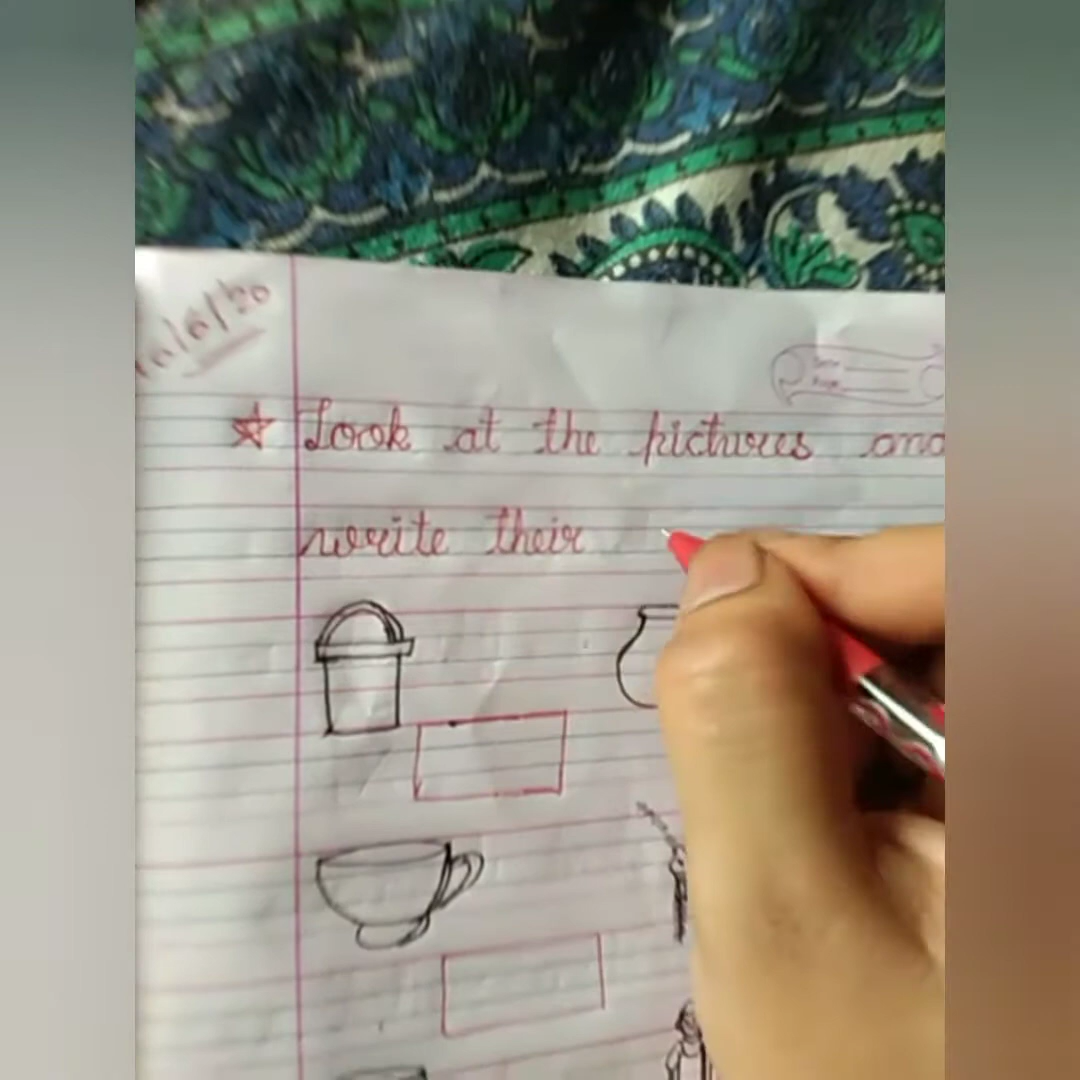 Look at the pictures and
write their